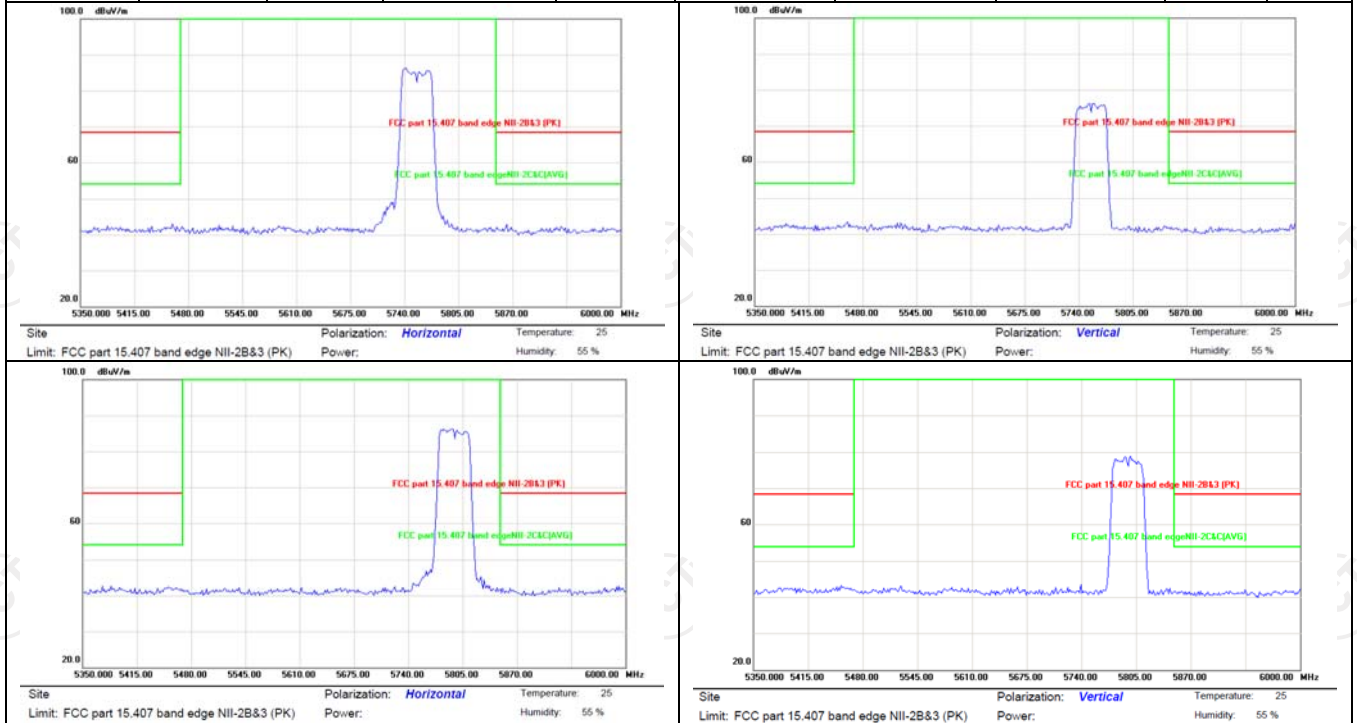 100.0 dBuV/m
FCC part 15.407 band edge NII-2B&3 (PK)
60
FCC part 15.407 band edgeNII-2C&C(AVG)
20.0
5350.000 5415.00 5480.00 5545.00 5610.00 5675.00 5740.00 5805.00 5870.00 6000.00 MHz
Site Polarization: Horizontal Temperature: 25
Limit: FCC part 15.407 band edge NII-2B&3 (PK) Power: Humidity: 55 %
100.0 dBuV/m
FCC part 15.407 band edge NII-2B&3 (PK)
60
FCC part 15.407 band edgeNII-2C&C(AVG)
20.0
5350.000 5415.00 5480.00 5545.00 5610.00 5675.00 5740.00 5805.00 5870.00 6000.00 MHz
Site Polarization: Vertical Temperature: 25
Limit: FCC part 15.407 band edge NII-2B&3 (PK) Power: Humidity: 55 %
100.0 dBuV/m
FCC part 15.407 band edge NII-2B&3 (PK)
60
FCC part 15.407 band edgeNII-2C&C(AVG)
20.0
5350.000 5415.00 5480.00 5545.00 5610.00 5675.00 5740.00 5805.00 5870.00 6000.00 MHz
Site Polarization: Horizontal Temperature: 25
Limit: FCC part 15.407 band edge NII-2B&3 (PK) Power: Humidity: 55 %
100.0 dBuV/m
FCC part 15.407 band edge NII-2B&3 (PK)
60
FCC part 15.407 band edgeNII-2C&C(AVG)
20.0
5350.000 5415.00 5480.00 5545.00 5610.00 5675.00 5740.00 5805.00 5870.00 6000.00 MHz
Site Polarization: Vertical Temperature: 25
Limit: FCC part 15.407 band edge NII-2B&3 (PK) Power: Humidity: 55 %